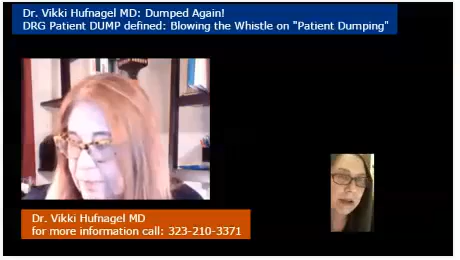 Dr. Vikki Hufnagel MD: Dumped Again!
DRG Patient DUMP defined: Blowing the Whistle on "Patient Dumping"
Dr. Vikki Hufnagel MD
for more information call: 323-210-3371